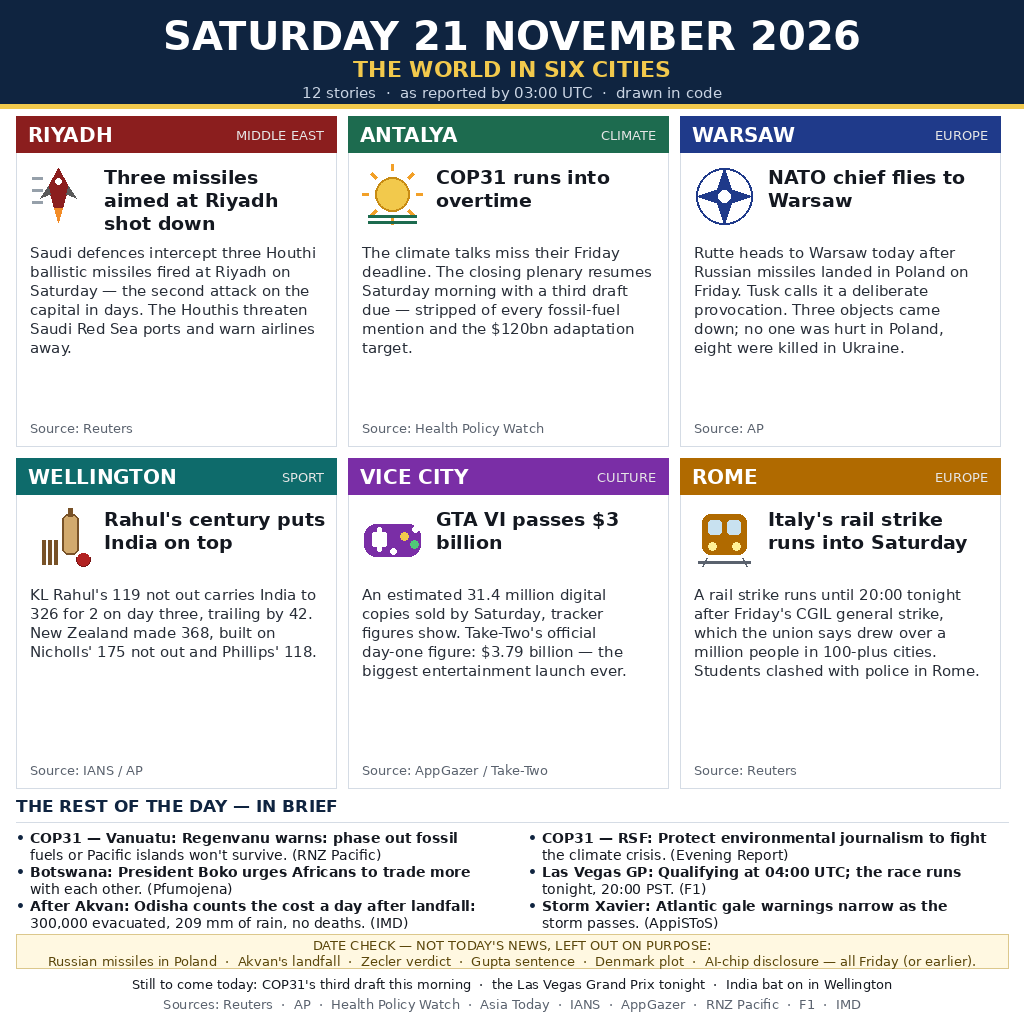 SATURDAY 21 NOVEMBER 2026
THE WORLD IN SIX CITIES
12 stories · as reported by 03:00 UTC · drawn in code
RIYADH
MIDDLE EAST
Three missiles
aimed at Riyadh
shot down
Saudi defences intercept three Houthi
ballistic missiles fired at Riyadh on
Saturday — the second attack on the
capital in days. The Houthis threaten
Saudi Red Sea ports and warn airlines
away.
Source: Reuters
ANTALYA
CLIMATE
COP31 runs into
overtime
The climate talks miss their Friday
deadline. The closing plenary resumes
Saturday morning with a third draft
due — stripped of every fossil-fuel
mention and the $120bn adaptation
target.
Source: Health Policy Watch
WARSAW
EUROPE
NATO chief flies to
Warsaw
Rutte heads to Warsaw today after
Russian missiles landed in Poland on
Friday. Tusk calls it a deliberate
provocation. Three objects came
down; no one was hurt in Poland,
eight were killed in Ukraine.
Source: AP
WELLINGTON
SPORT
Rahul's century puts
India on top
KL Rahul's 119 not out carries India to
326 for 2 on day three, trailing by 42.
New Zealand made 368, built on
Nicholls' 175 not out and Phillips' 118.
Source: IANS / AP
VICE CITY
CULTURE
GTA VI passes $3
billion
An estimated 31.4 million digital
copies sold by Saturday, tracker
figures show. Take-Two's official
day-one figure: $3.79 billion — the
biggest entertainment launch ever.
Source: AppGazer / Take-Two
ROME
EUROPE
Italy's rail strike
runs into Saturday
A rail strike runs until 20:00 tonight
after Friday's CGIL general strike,
which the union says drew over a
million people in 100-plus cities.
Students clashed with police in Rome.
Source: Reuters
THE REST OF THE DAY — IN BRIEF
• COP31 — Vanuatu: Regenvanu warns: phase out fossil
fuels or Pacific islands won't survive. (RNZ Pacific)
• Botswana: President Boko urges Africans to trade more
with each other. (Pfumojena)
• After Akvan: Odisha counts the cost a day after landfall:
300,000 evacuated, 209 mm of rain, no deaths. (IMD)
• COP31 — RSF: Protect environmental journalism to fight
the climate crisis. (Evening Report)
• Las Vegas GP: Qualifying at 04:00 UTC; the race runs
tonight, 20:00 PST. (F1)
• Storm Xavier: Atlantic gale warnings narrow as the
storm passes. (AppiSToS)
DATE CHECK — NOT TODAY'S NEWS, LEFT OUT ON PURPOSE:
Russian missiles in Poland · Akvan's landfall · Zecler verdict · Gupta sentence · Denmark plot · AI-chip disclosure — all Friday (or earlier).
Still to come today: COP31's third draft this morning · the Las Vegas Grand Prix tonight · India bat on in Wellington
Sources: Reuters · AP · Health Policy Watch · Asia Today · IANS · AppGazer · RNZ Pacific · F1 · IMD